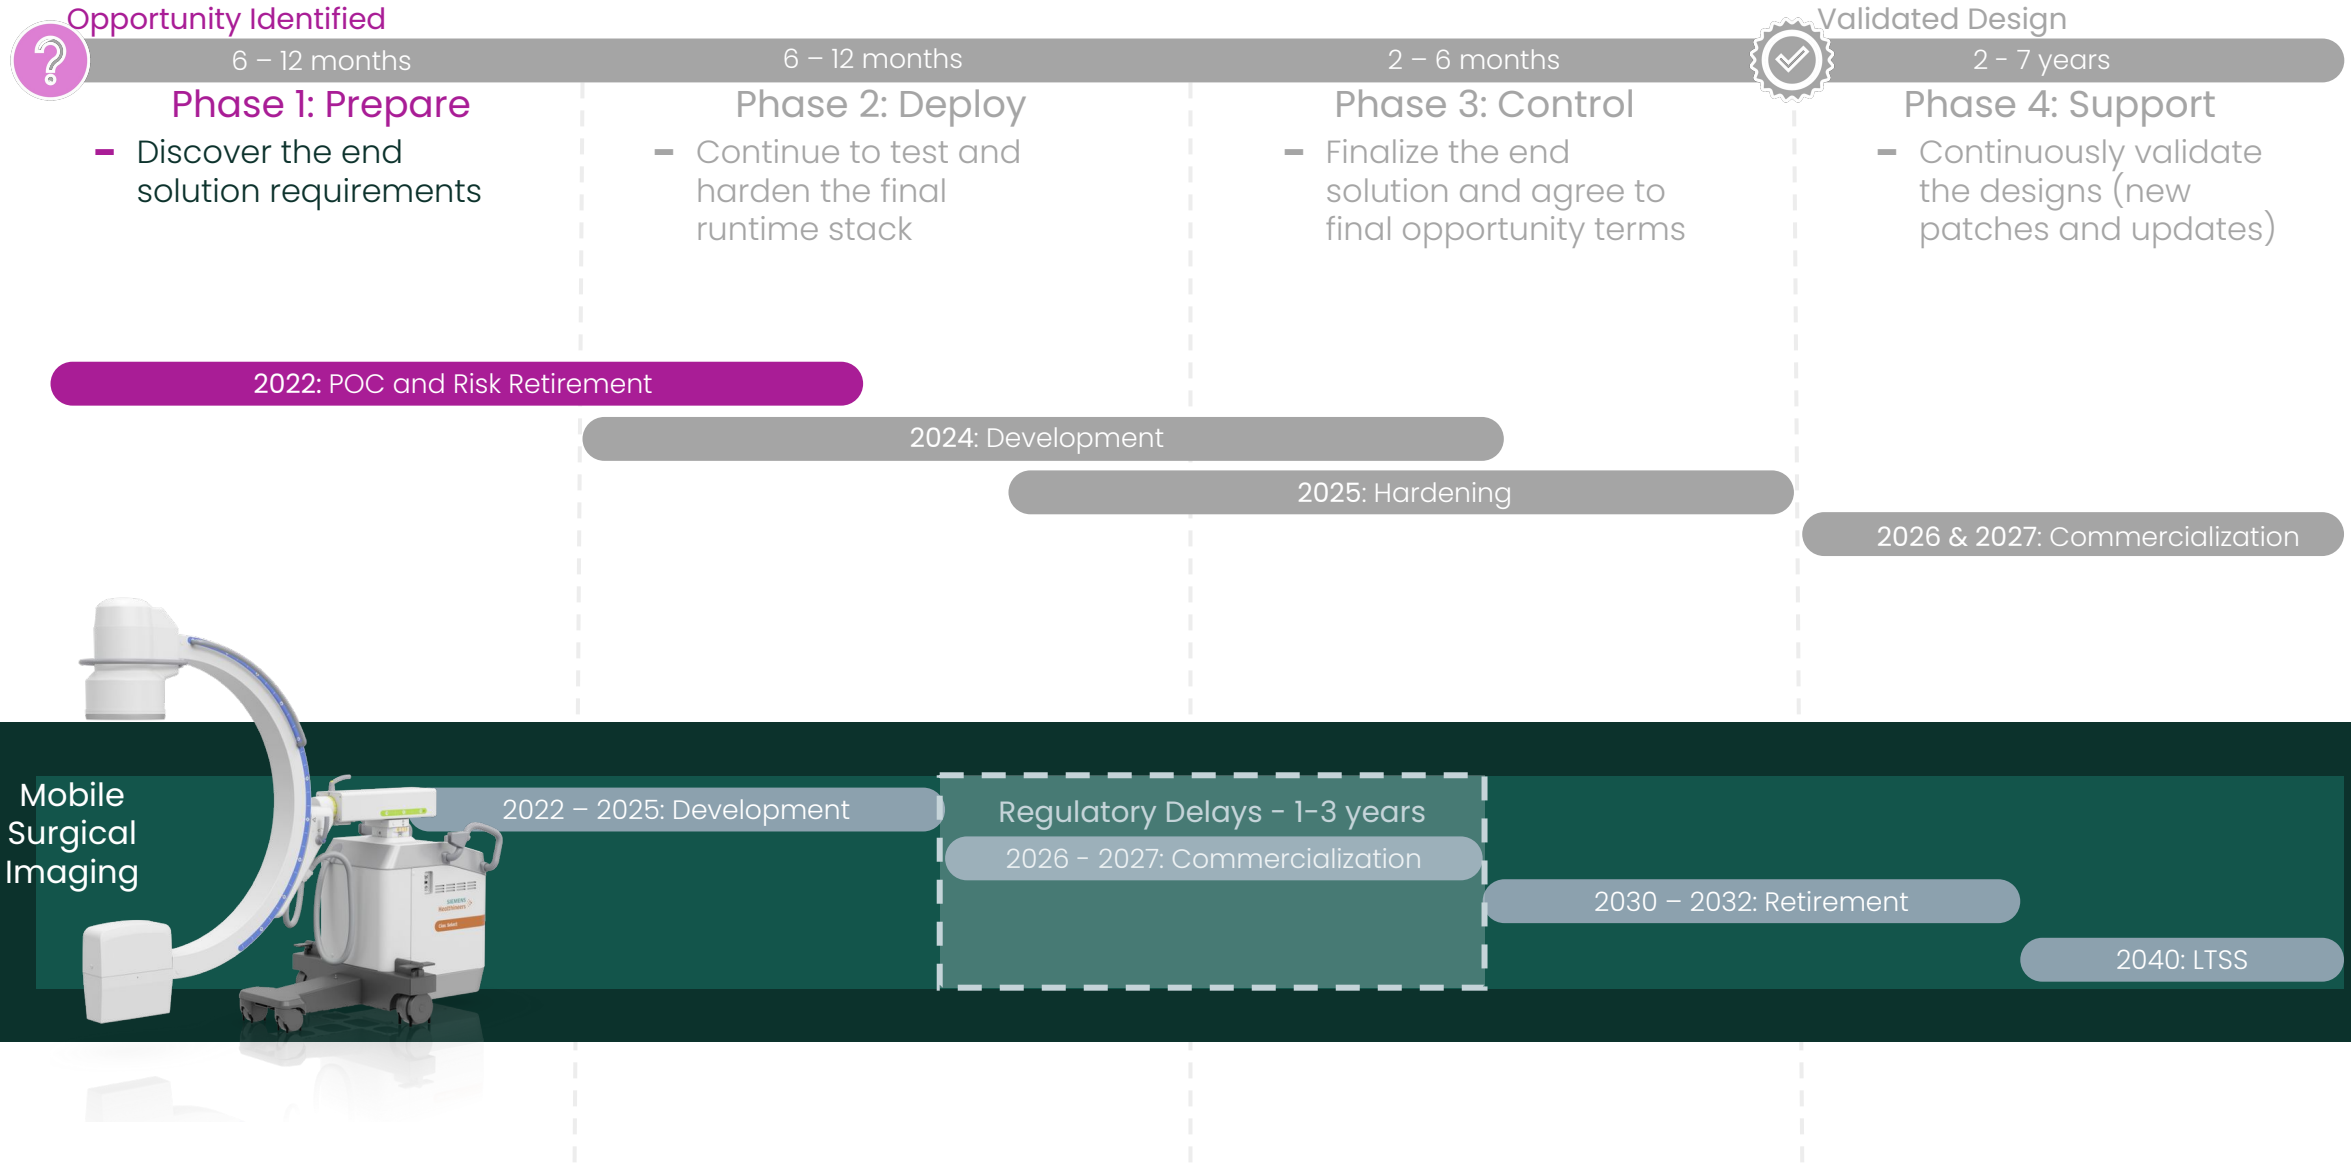 Opportunity Identified
Validated Design
6 – 12 months
6 – 12 months
2 – 6 months
2 - 7 years
Phase 1: Prepare
- Discover the end
solution requirements
Phase 2: Deploy
- Continue to test and
harden the final
runtime stack
Phase 3: Control
- Finalize the end
solution and agree to
final opportunity terms
Phase 4: Support
- Continuously validate
the designs (new
patches and updates)
2022: POC and Risk Retirement
2024: Development
2025: Hardening
2026 & 2027: Commercialization
Mobile
Surgical
Imaging
2022 – 2025: Development
Regulatory Delays - 1-3 years
2026 - 2027: Commercialization
2030 – 2032: Retirement
2040: LTSS
SIEMENS
Healthineers